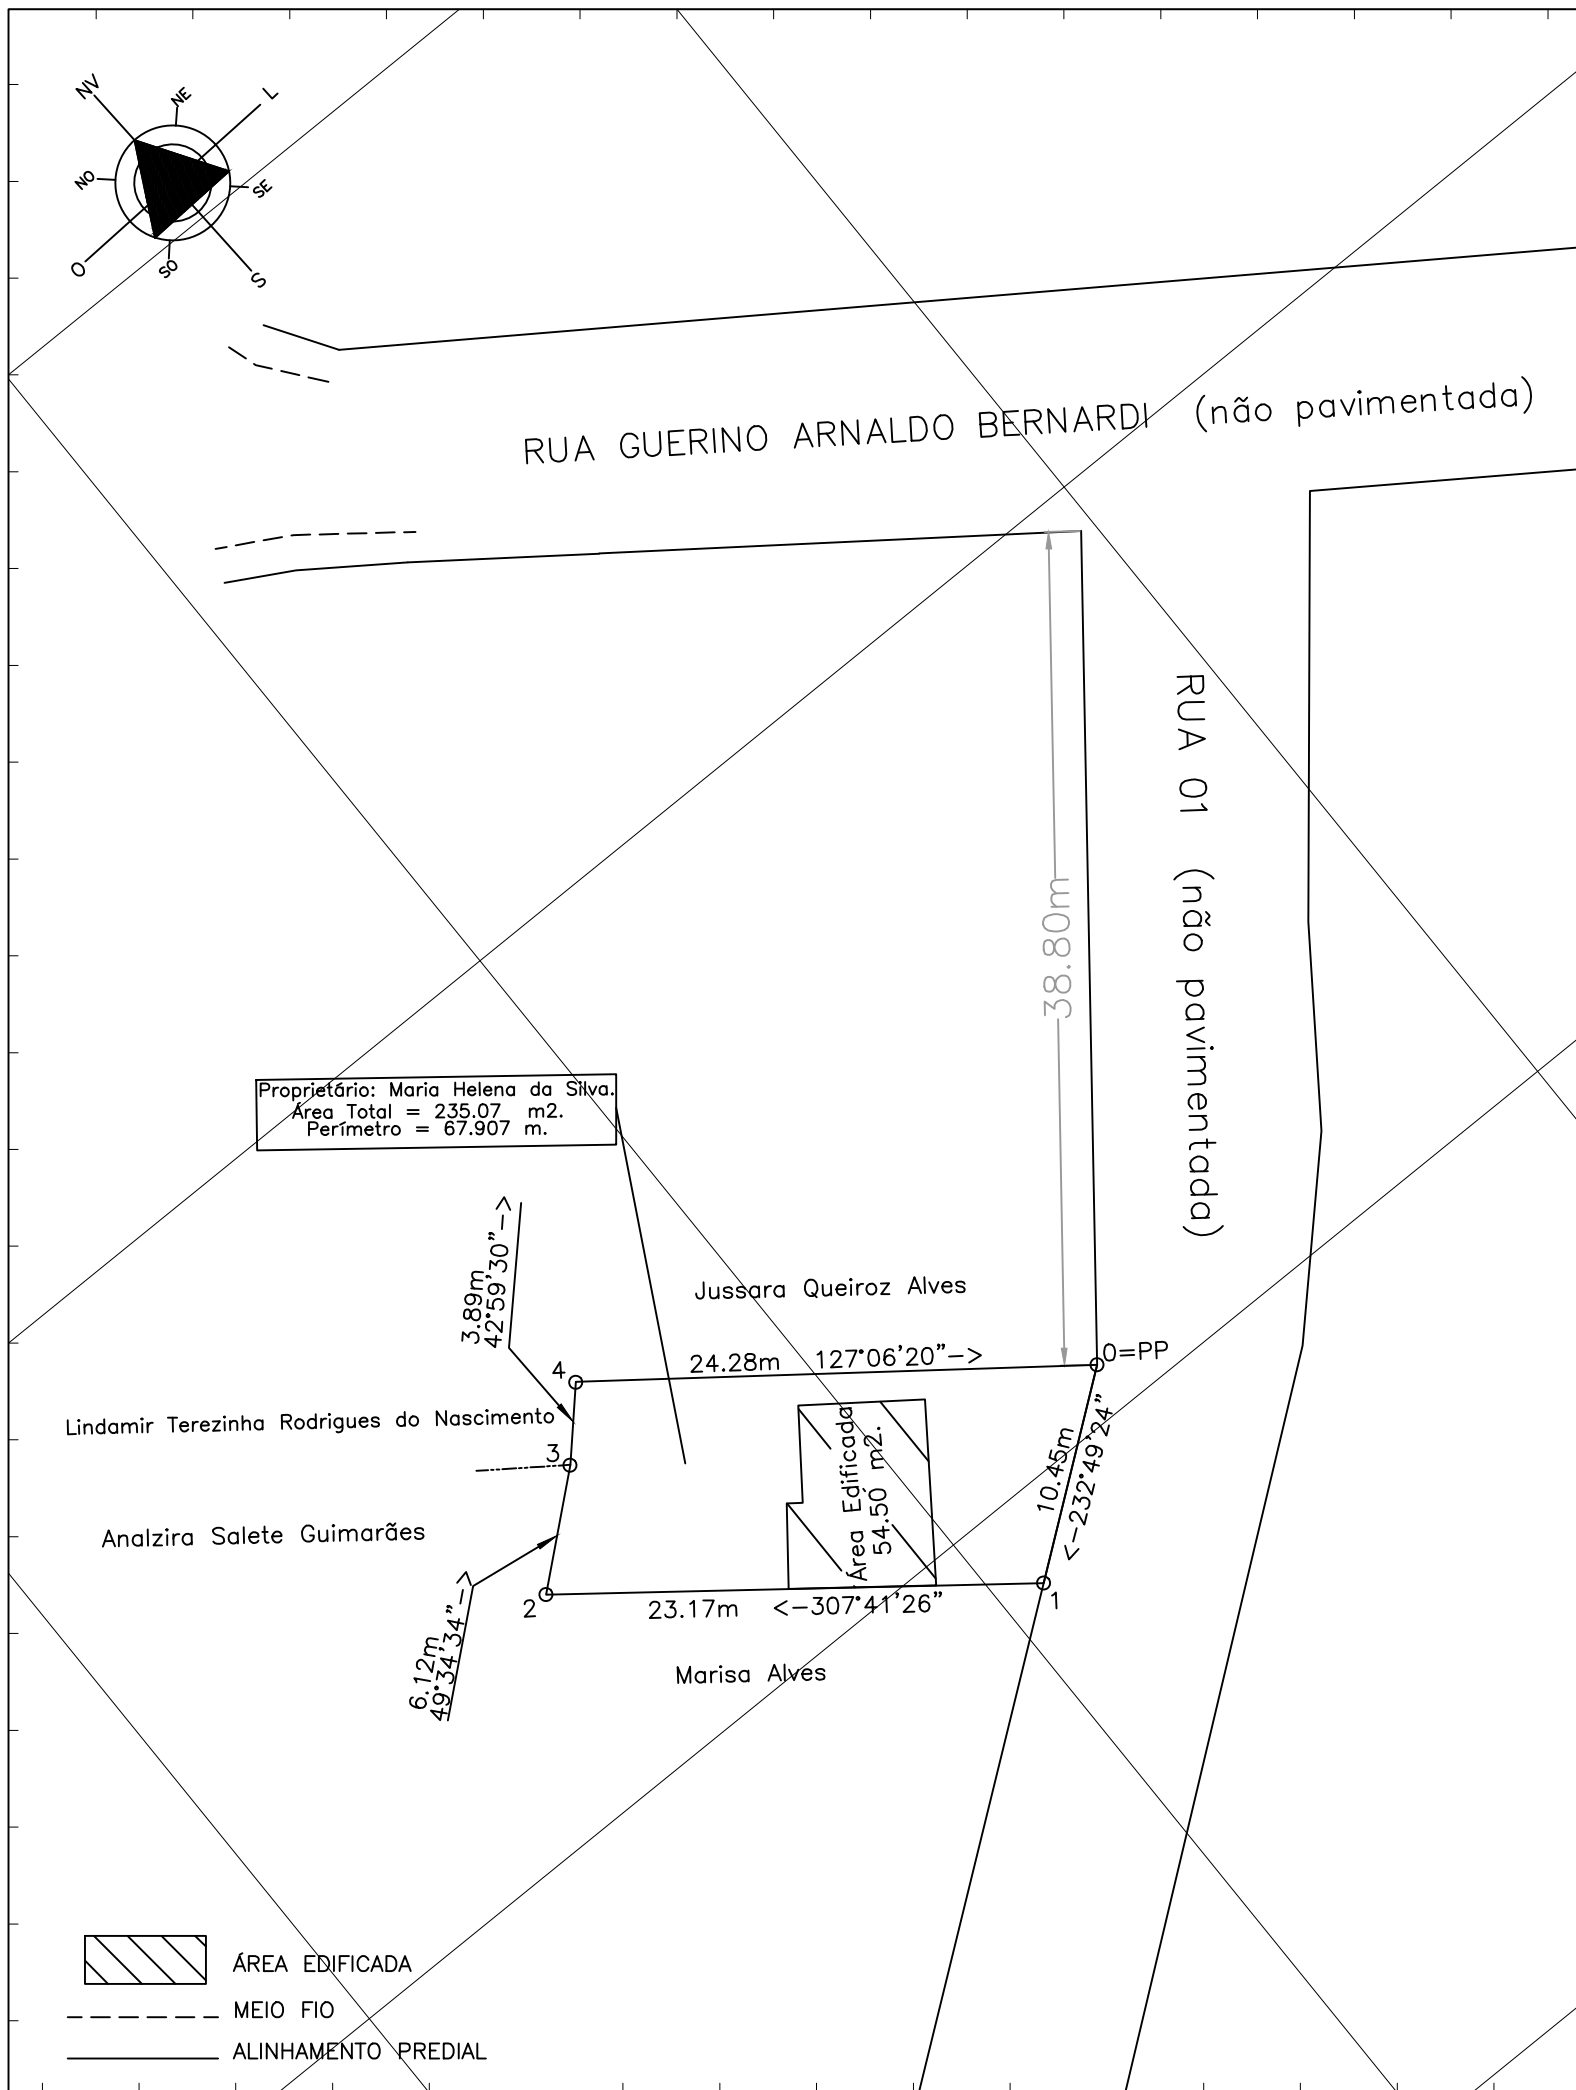 NV
NE
L
NO
SE
O
SO
S
RUA GUERINO ARNALDO BERNARDI (não pavimentada)
RUA 01 (não pavimentada)
38.80m
Proprietário: Maria Helena da Silva.
Área Total = 235.07 m2.
Perímetro = 67.907 m.
3.89m
42°59'30"->
Jussara Queiroz Alves
24.28m 127°06'20"->
0=PP
4
Lindamir Terezinha Rodrigues do Nascimento
3
Analzira Salete Guimarães
Área Edificada
54.50 m2.
10.45m
<-232°49'24"
2
23.17m <-307°41'26"
1
6.12m
49°34'34"->
Marisa Alves
ÁREA EDIFICADA
MEIO FIO
ALINHAMENTO PREDIAL